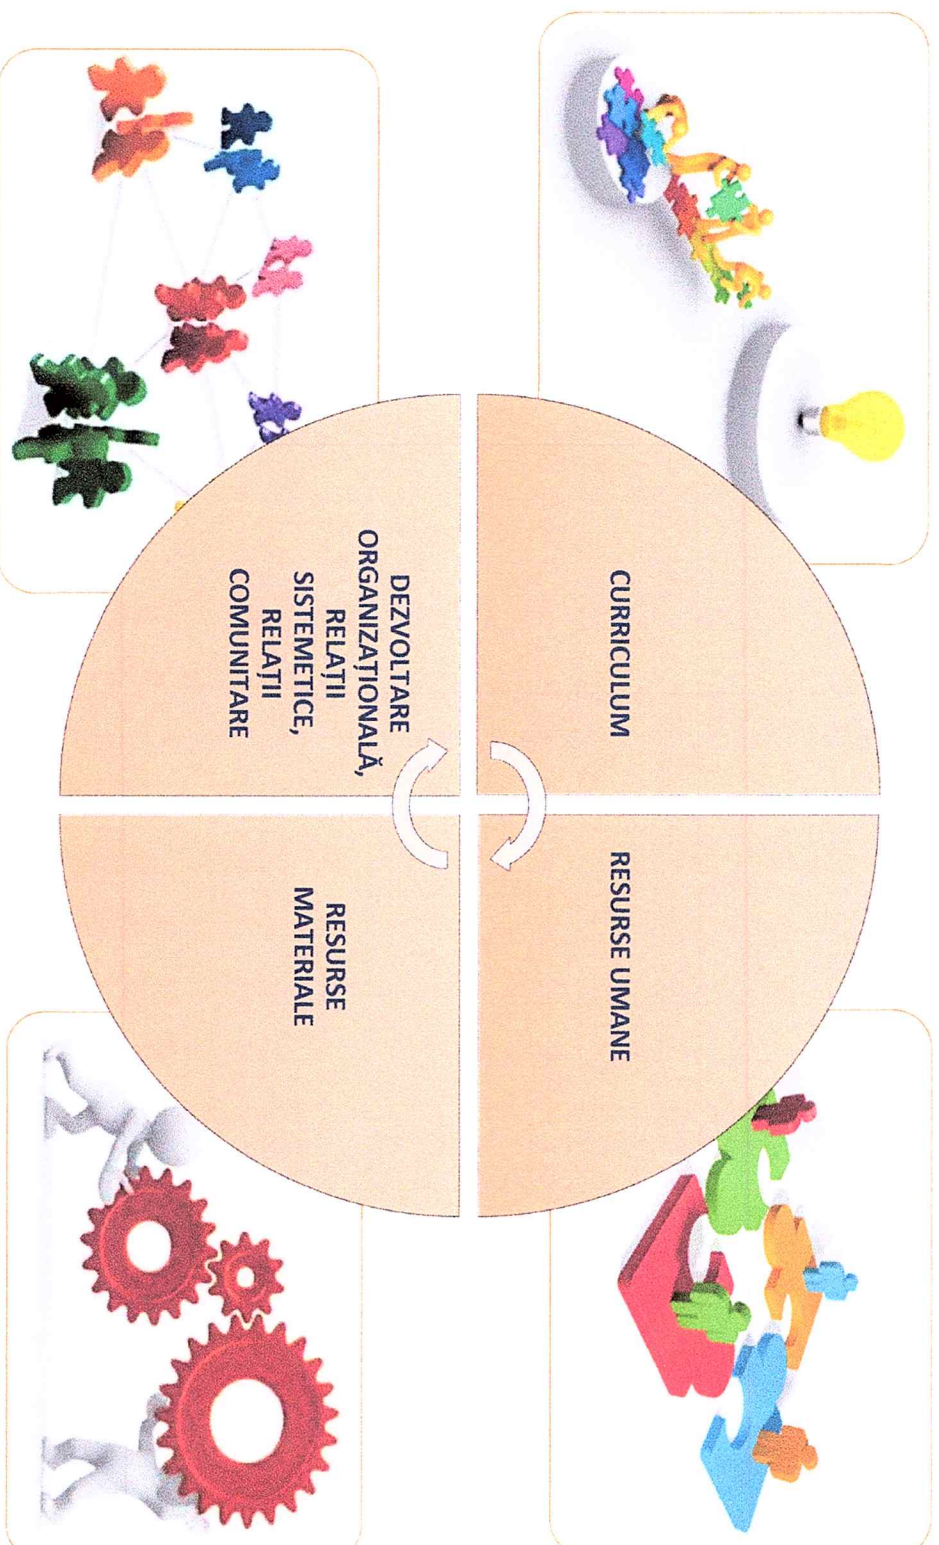 CURRICULUM
RESURSE UMANE
DEZVOLTARE
ORGANIZAȚIONALĂ,
RELAȚII
SISTEMETICE,
RELAȚII
COMUNITARE
RESURSE
MATERIALE